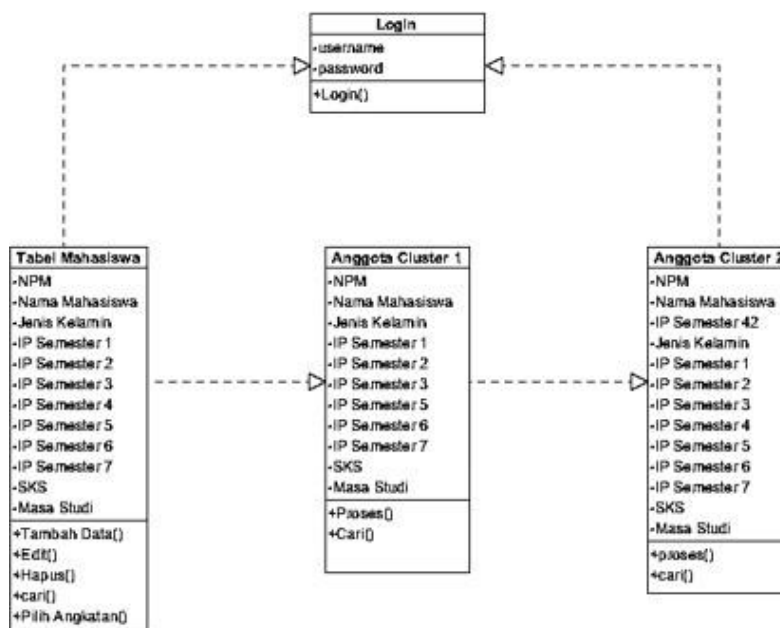 Login
-username
-password
+Login()
Tabel Mahasiswa
-NPM
-Nama Mahasiswa
-Jenis Kelamin
-IP Semester 1
-IP Semester 2
-IP Semester 3
-IP Semester 4
-IP Semester 5
-IP Semester 6
-IP Semester 7
-SKS
-Masa Studi
+Tambah Data()
+Edit()
+Hapus()
+cari()
+Pilih Angkatan()
Anggota Cluster 1
-NPM
-Nama Mahasiswa
-Jenis Kelamin
-IP Semester 1
-IP Semester 2
-IP Semester 3
-IP Semester 5
-IP Semester 6
-IP Semester 7
-SKS
-Masa Studi
+Proses()
+Cari()
Anggota Cluster 2
-NPM
-Nama Mahasiswa
-IP Semester 42
-Jenis Kelamin
-IP Semester 1
-IP Semester 2
-IP Semester 3
-IP Semester 4
-IP Semester 5
-IP Semester 6
-IP Semester 7
-SKS
-Masa Studi
+proses()
+cari()